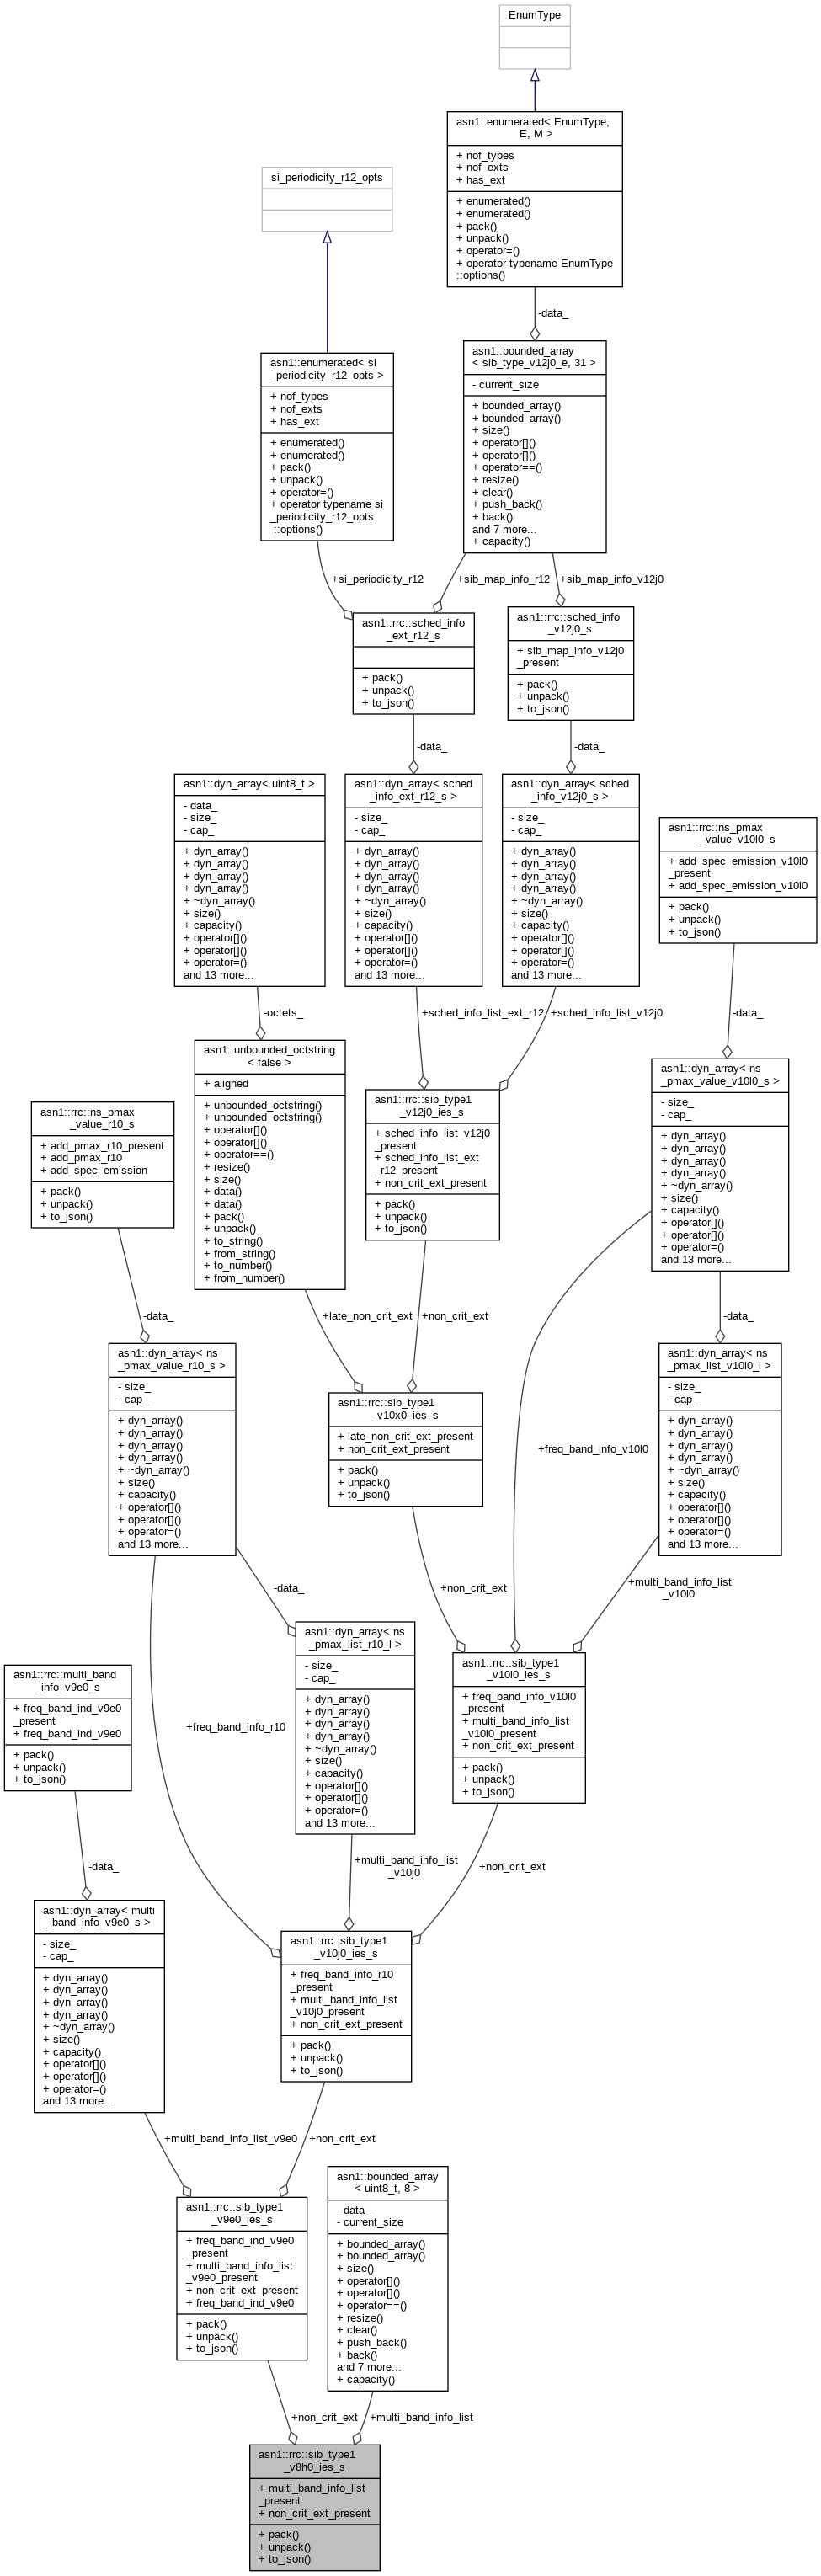 EnumType
asn1::enumerated< EnumType,
E, M >
+ nof_types
+ nof_exts
+ has_ext
+ enumerated()
+ enumerated()
+ pack()
+ unpack()
+ operator=()
+ operator typename EnumType
::options()
si_periodicity_r12_opts
-data_
asn1::enumerated< si
_periodicity_r12_opts >
+ nof_types
+ nof_exts
+ has_ext
+ enumerated()
+ enumerated()
+ pack()
+ unpack()
+ operator=()
+ operator typename si
_periodicity_r12_opts
::options()
asn1::bounded_array
< sib_type_v12j0_e, 31 >
- current_size
+ bounded_array()
+ bounded_array()
+ size()
+ operator[]()
+ operator[]()
+ operator==()
+ resize()
+ clear()
+ push_back()
+ back()
and 7 more...
+ capacity()
+si_periodicity_r12
+sib_map_info_r12
+sib_map_info_v12j0
asn1::rrc::sched_info
_ext_r12_s
+ pack()
+ unpack()
+ to_json()
asn1::rrc::sched_info
_v12j0_s
+ sib_map_info_v12j0
_present
+ pack()
+ unpack()
+ to_json()
-data_
-data_
asn1::dyn_array< uint8_t >
- data_
- size_
- cap_
+ dyn_array()
+ dyn_array()
+ dyn_array()
+ dyn_array()
+ ~dyn_array()
+ size()
+ capacity()
+ operator[]()
+ operator[]()
+ operator=()
and 13 more...
asn1::dyn_array< sched
_info_ext_r12_s >
- size_
- cap_
+ dyn_array()
+ dyn_array()
+ dyn_array()
+ dyn_array()
+ ~dyn_array()
+ size()
+ capacity()
+ operator[]()
+ operator[]()
+ operator=()
and 13 more...
asn1::dyn_array< sched
_info_v12j0_s >
- size_
- cap_
+ dyn_array()
+ dyn_array()
+ dyn_array()
+ dyn_array()
+ ~dyn_array()
+ size()
+ capacity()
+ operator[]()
+ operator[]()
+ operator=()
and 13 more...
asn1::rrc::ns_pmax
_value_v10l0_s
+ add_spec_emission_v10l0
_present
+ add_spec_emission_v10l0
+ pack()
+ unpack()
+ to_json()
-octets_
+sched_info_list_ext_r12
+sched_info_list_v12j0
-data_
asn1::unbounded_octstring
< false >
+ aligned
+ unbounded_octstring()
+ unbounded_octstring()
+ operator[]()
+ operator[]()
+ operator==()
+ resize()
+ size()
+ data()
+ data()
+ pack()
+ unpack()
+ to_string()
+ from_string()
+ to_number()
+ from_number()
asn1::rrc::sib_type1
_v12j0_ies_s
+ sched_info_list_v12j0
_present
+ sched_info_list_ext
_r12_present
+ non_crit_ext_present
+ pack()
+ unpack()
+ to_json()
asn1::dyn_array< ns
_pmax_value_v10l0_s >
- size_
- cap_
+ dyn_array()
+ dyn_array()
+ dyn_array()
+ dyn_array()
+ ~dyn_array()
+ size()
+ capacity()
+ operator[]()
+ operator[]()
+ operator=()
and 13 more...
asn1::rrc::ns_pmax
_value_r10_s
+ add_pmax_r10_present
+ add_pmax_r10
+ add_spec_emission
+ pack()
+ unpack()
+ to_json()
-data_
+late_non_crit_ext
+non_crit_ext
-data_
asn1::dyn_array< ns
_pmax_value_r10_s >
- size_
- cap_
+ dyn_array()
+ dyn_array()
+ dyn_array()
+ dyn_array()
+ ~dyn_array()
+ size()
+ capacity()
+ operator[]()
+ operator[]()
+ operator=()
and 13 more...
asn1::rrc::sib_type1
_v10x0_ies_s
+ late_non_crit_ext_present
+ non_crit_ext_present
+ pack()
+ unpack()
+ to_json()
asn1::dyn_array< ns
_pmax_list_v10l0_l >
- size_
- cap_
+ dyn_array()
+ dyn_array()
+ dyn_array()
+ dyn_array()
+ ~dyn_array()
+ size()
+ capacity()
+ operator[]()
+ operator[]()
+ operator=()
and 13 more...
+freq_band_info_v10l0
-data_
+non_crit_ext
+multi_band_info_list
_v10l0
asn1::dyn_array< ns
_pmax_list_r10_l >
- size_
- cap_
+ dyn_array()
+ dyn_array()
+ dyn_array()
+ dyn_array()
+ ~dyn_array()
+ size()
+ capacity()
+ operator[]()
+ operator[]()
+ operator=()
and 13 more...
asn1::rrc::sib_type1
_v10l0_ies_s
+ freq_band_info_v10l0
_present
+ multi_band_info_list
_v10l0_present
+ non_crit_ext_present
+ pack()
+ unpack()
+ to_json()
asn1::rrc::multi_band
_info_v9e0_s
+ freq_band_ind_v9e0
_present
+ freq_band_ind_v9e0
+ pack()
+ unpack()
+ to_json()
+freq_band_info_r10
-data_
+multi_band_info_list
_v10j0
+non_crit_ext
asn1::dyn_array< multi
_band_info_v9e0_s >
- size_
- cap_
+ dyn_array()
+ dyn_array()
+ dyn_array()
+ dyn_array()
+ ~dyn_array()
+ size()
+ capacity()
+ operator[]()
+ operator[]()
+ operator=()
and 13 more...
asn1::rrc::sib_type1
_v10j0_ies_s
+ freq_band_info_r10
_present
+ multi_band_info_list
_v10j0_present
+ non_crit_ext_present
+ pack()
+ unpack()
+ to_json()
+multi_band_info_list_v9e0
+non_crit_ext
asn1::rrc::sib_type1
_v9e0_ies_s
+ freq_band_ind_v9e0
_present
+ multi_band_info_list
_v9e0_present
+ non_crit_ext_present
+ freq_band_ind_v9e0
+ pack()
+ unpack()
+ to_json()
asn1::bounded_array
< uint8_t, 8 >
- data_
- current_size
+ bounded_array()
+ bounded_array()
+ size()
+ operator[]()
+ operator[]()
+ operator==()
+ resize()
+ clear()
+ push_back()
+ back()
and 7 more...
+ capacity()
+non_crit_ext
+multi_band_info_list
asn1::rrc::sib_type1
_v8h0_ies_s
+ multi_band_info_list
_present
+ non_crit_ext_present
+ pack()
+ unpack()
+ to_json()